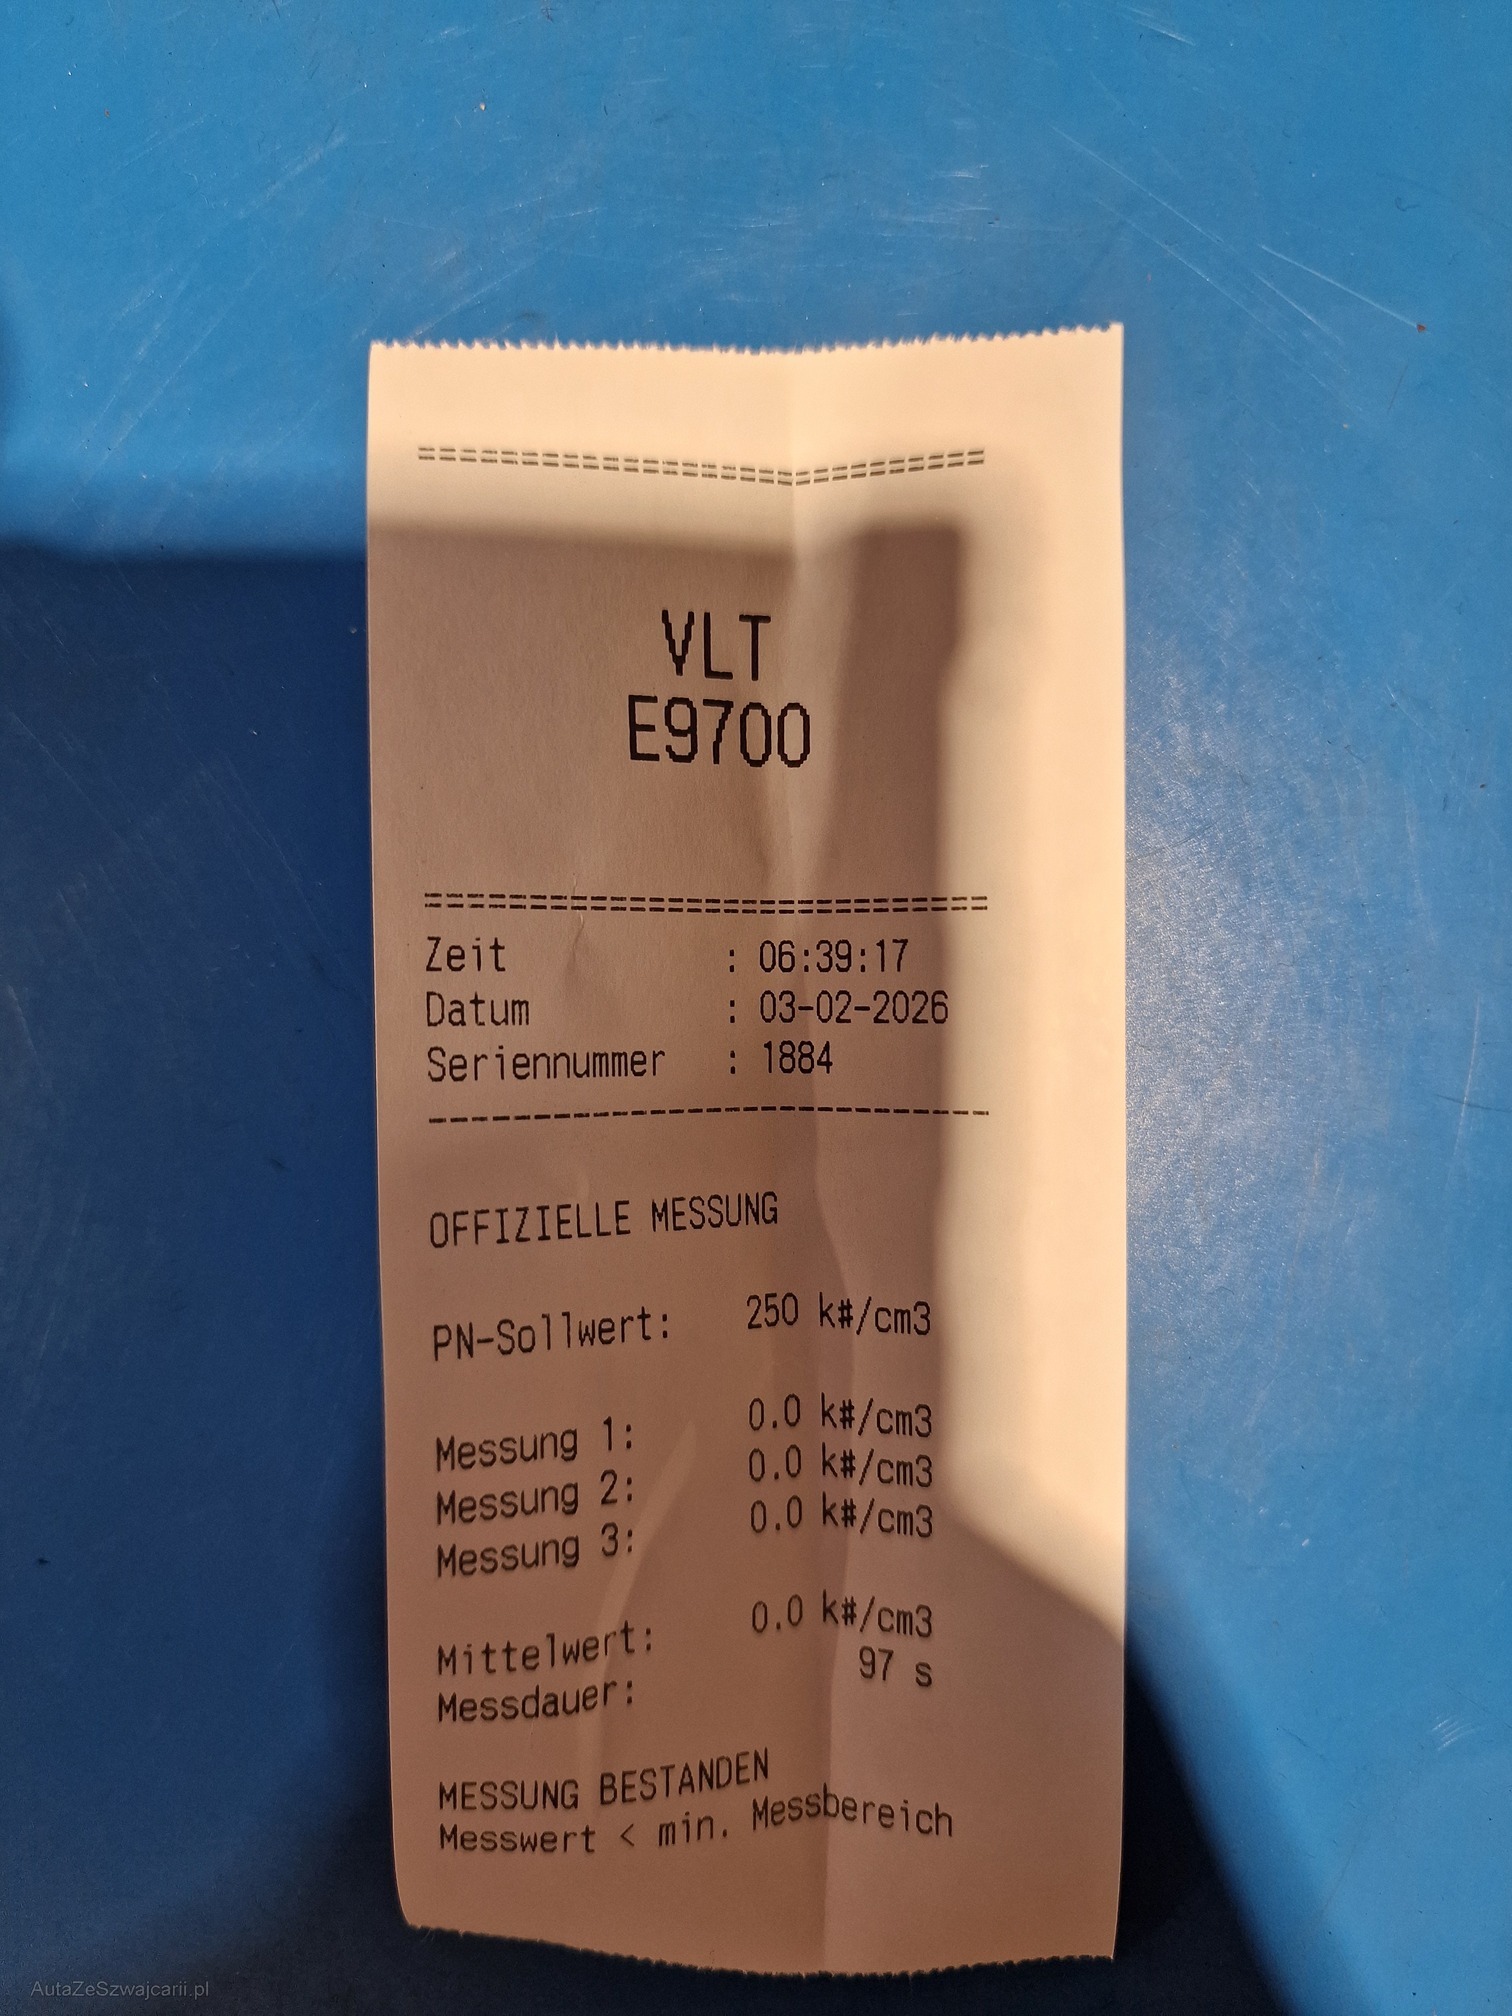 ==========================
VLT
E9700
==========================
Zeit : 06:39:17
Datum : 03-02-2026
Seriennummer : 1884
--------------------------
OFFIZIELLE MESSUNG
PN-Sollwert: 250 k#/cm3
Messung 1: 0.0 k#/cm3
Messung 2: 0.0 k#/cm3
Messung 3: 0.0 k#/cm3
Mittelwert: 0.0 k#/cm3
Messdauer: 97 s
MESSUNG BESTANDEN
Messwert < min. Messbereich
AutaZeSzwajcarii.pl